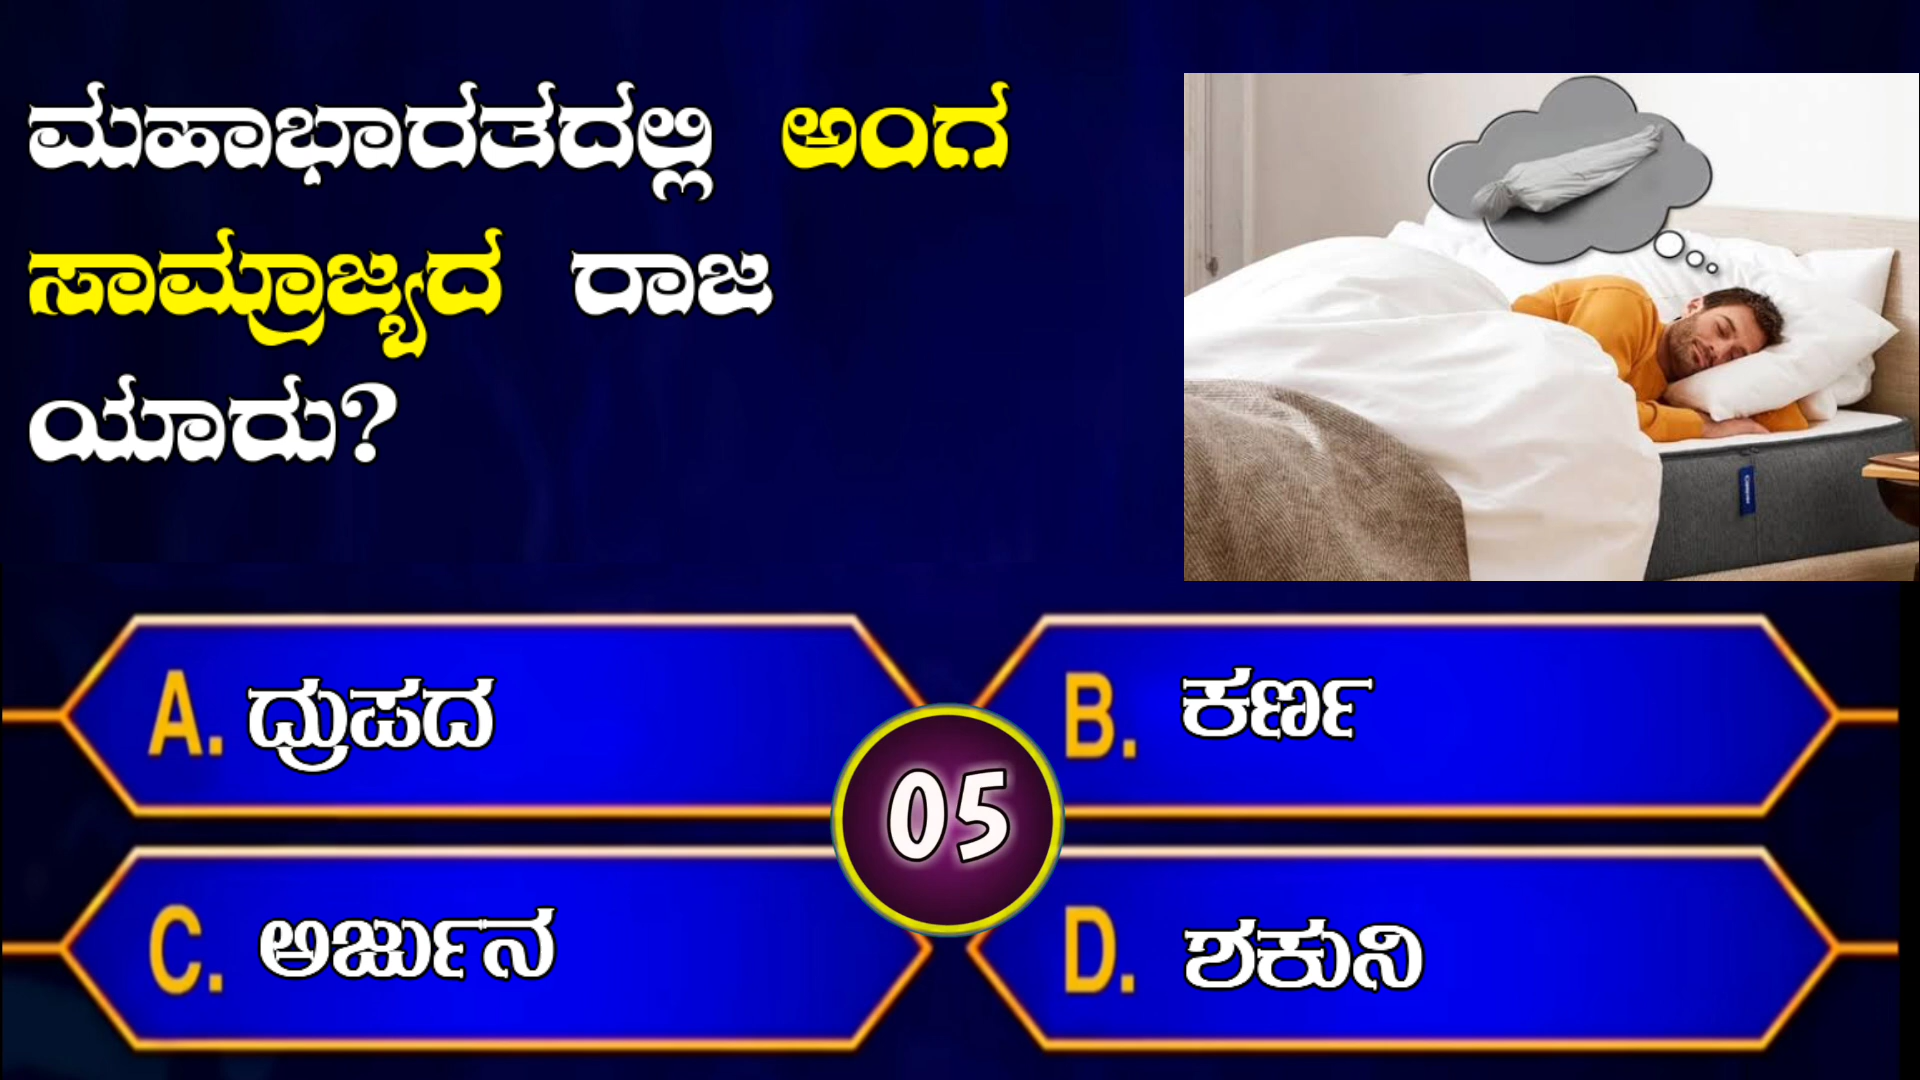 ಮಹಾಭಾರತದಲ್ಲಿ ಅಂಗ
ಸಾಮ್ರಾಜ್ಯದ ರಾಜ
ಯಾರು?
A. ದ್ರುಪದ
B. ಕರ್ಣ
05
C. ಅರ್ಜುನ
D. ಶಕುನಿ